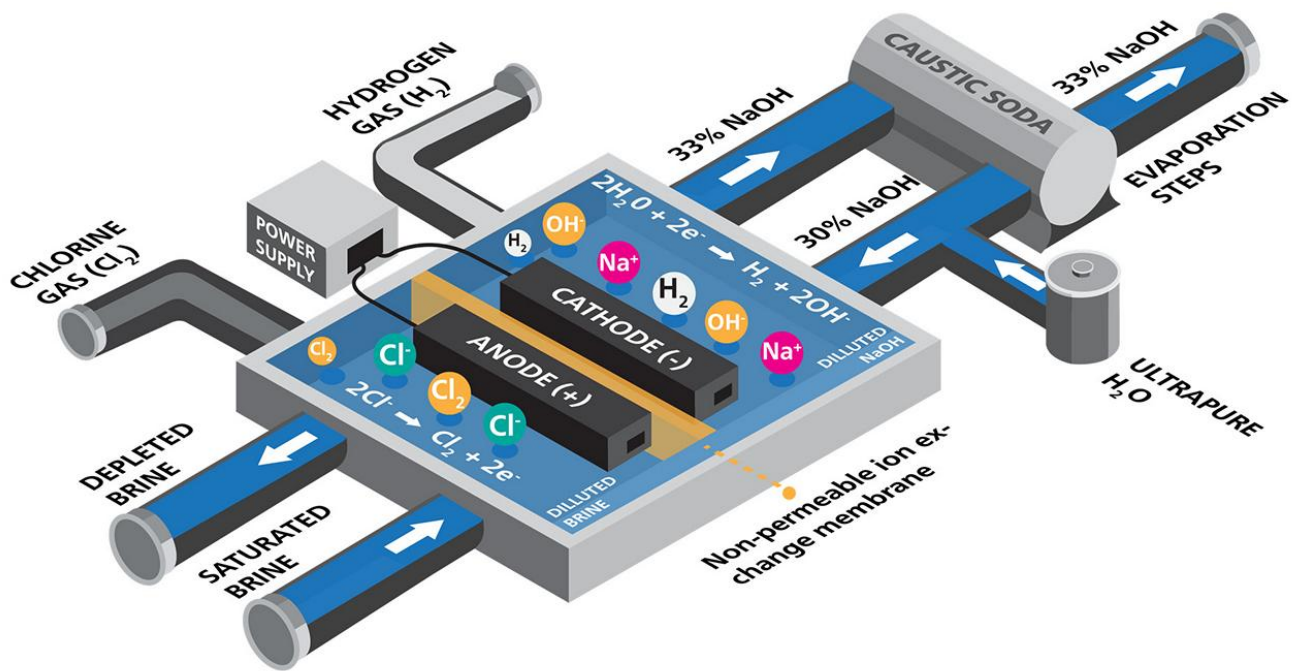 HYDROGEN
GAS (H₂)
CHLORINE
GAS (Cl₂)
POWER
SUPPLY
33% NaOH
CAUSTIC SODA
33% NaOH
EVAPORATION
STEPS
30% NaOH
ULTRAPURE
H₂O
2H₂O + 2e⁻ → H₂ + 2OH⁻
H₂
OH⁻
Na⁺
H₂
OH⁻
Na⁺
DILLUTED
NaOH
CATHODE (-)
ANODE (+)
Cl₂
Cl⁻
Cl₂
Cl⁻
2Cl⁻ → Cl₂ + 2e⁻
DILLUTED
BRINE
DEPLETED
BRINE
SATURATED
BRINE
Non-permeable ion ex-
change membrane